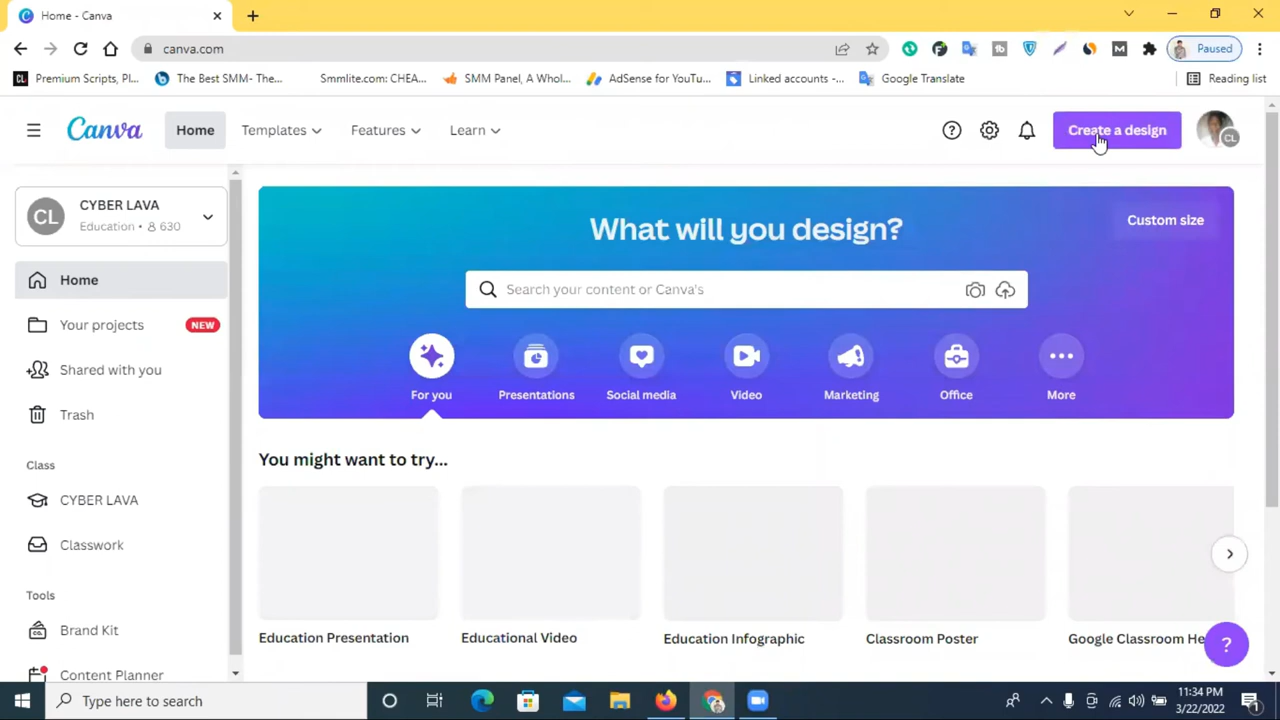 Home - Canva
canva.com
Paused
Premium Scripts, Pl...
The Best SMM- The...
Smmlite.com: CHEA...
SMM Panel, A Whol...
AdSense for YouTu...
Linked accounts -...
Google Translate
Reading list
Canva
Home
Templates
Features
Learn
Create a design
CL
CL
CYBER LAVA
Education • 630
Home
Your projects
NEW
Shared with you
Trash
Class
CYBER LAVA
Classwork
Tools
Brand Kit
Content Planner
What will you design?
Custom size
Search your content or Canva's
For you
Presentations
Social media
Video
Marketing
Office
More
You might want to try...
Education Presentation
Educational Video
Education Infographic
Classroom Poster
Google Classroom He
?
Type here to search
11:34 PM
3/22/2022
1